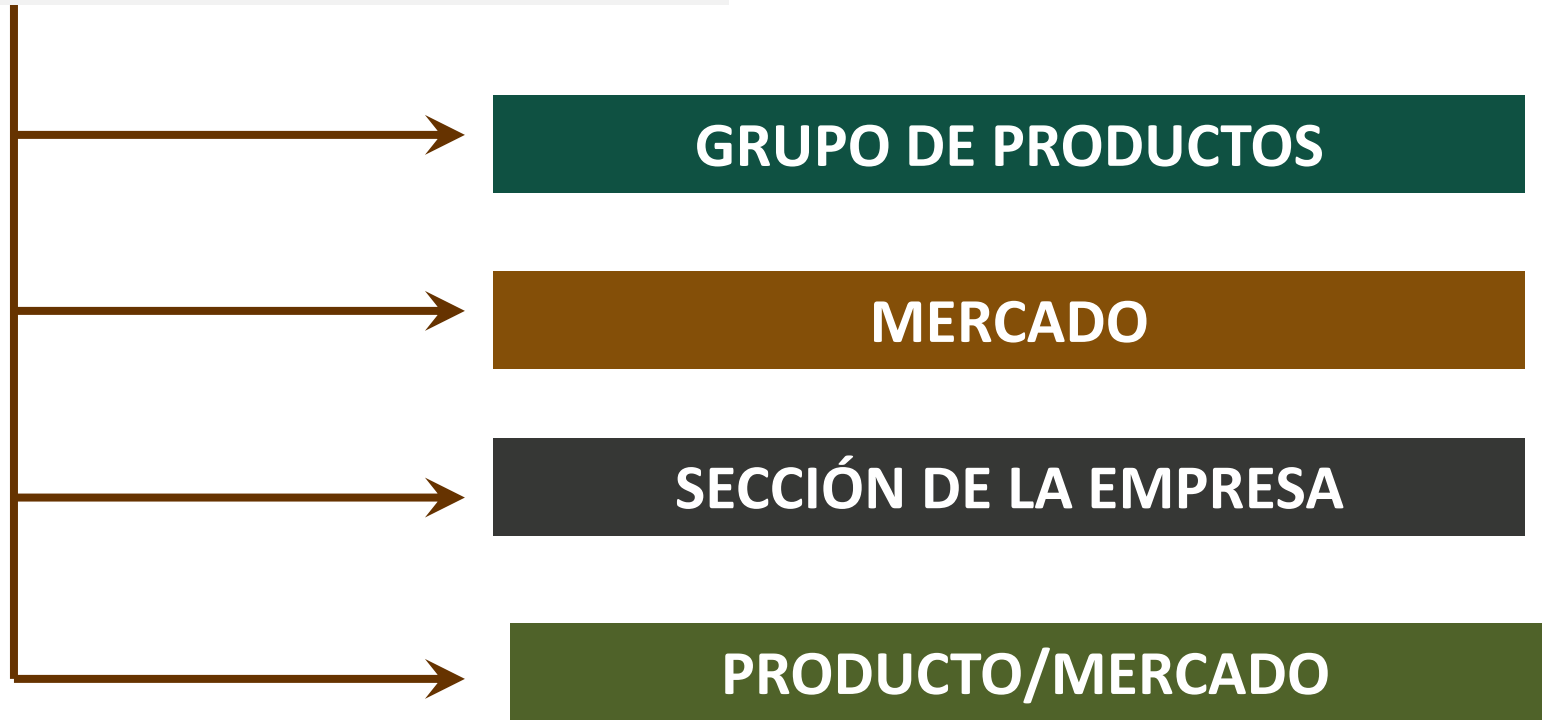 GRUPO DE PRODUCTOS
MERCADO
SECCIÓN DE LA EMPRESA
PRODUCTO/MERCADO